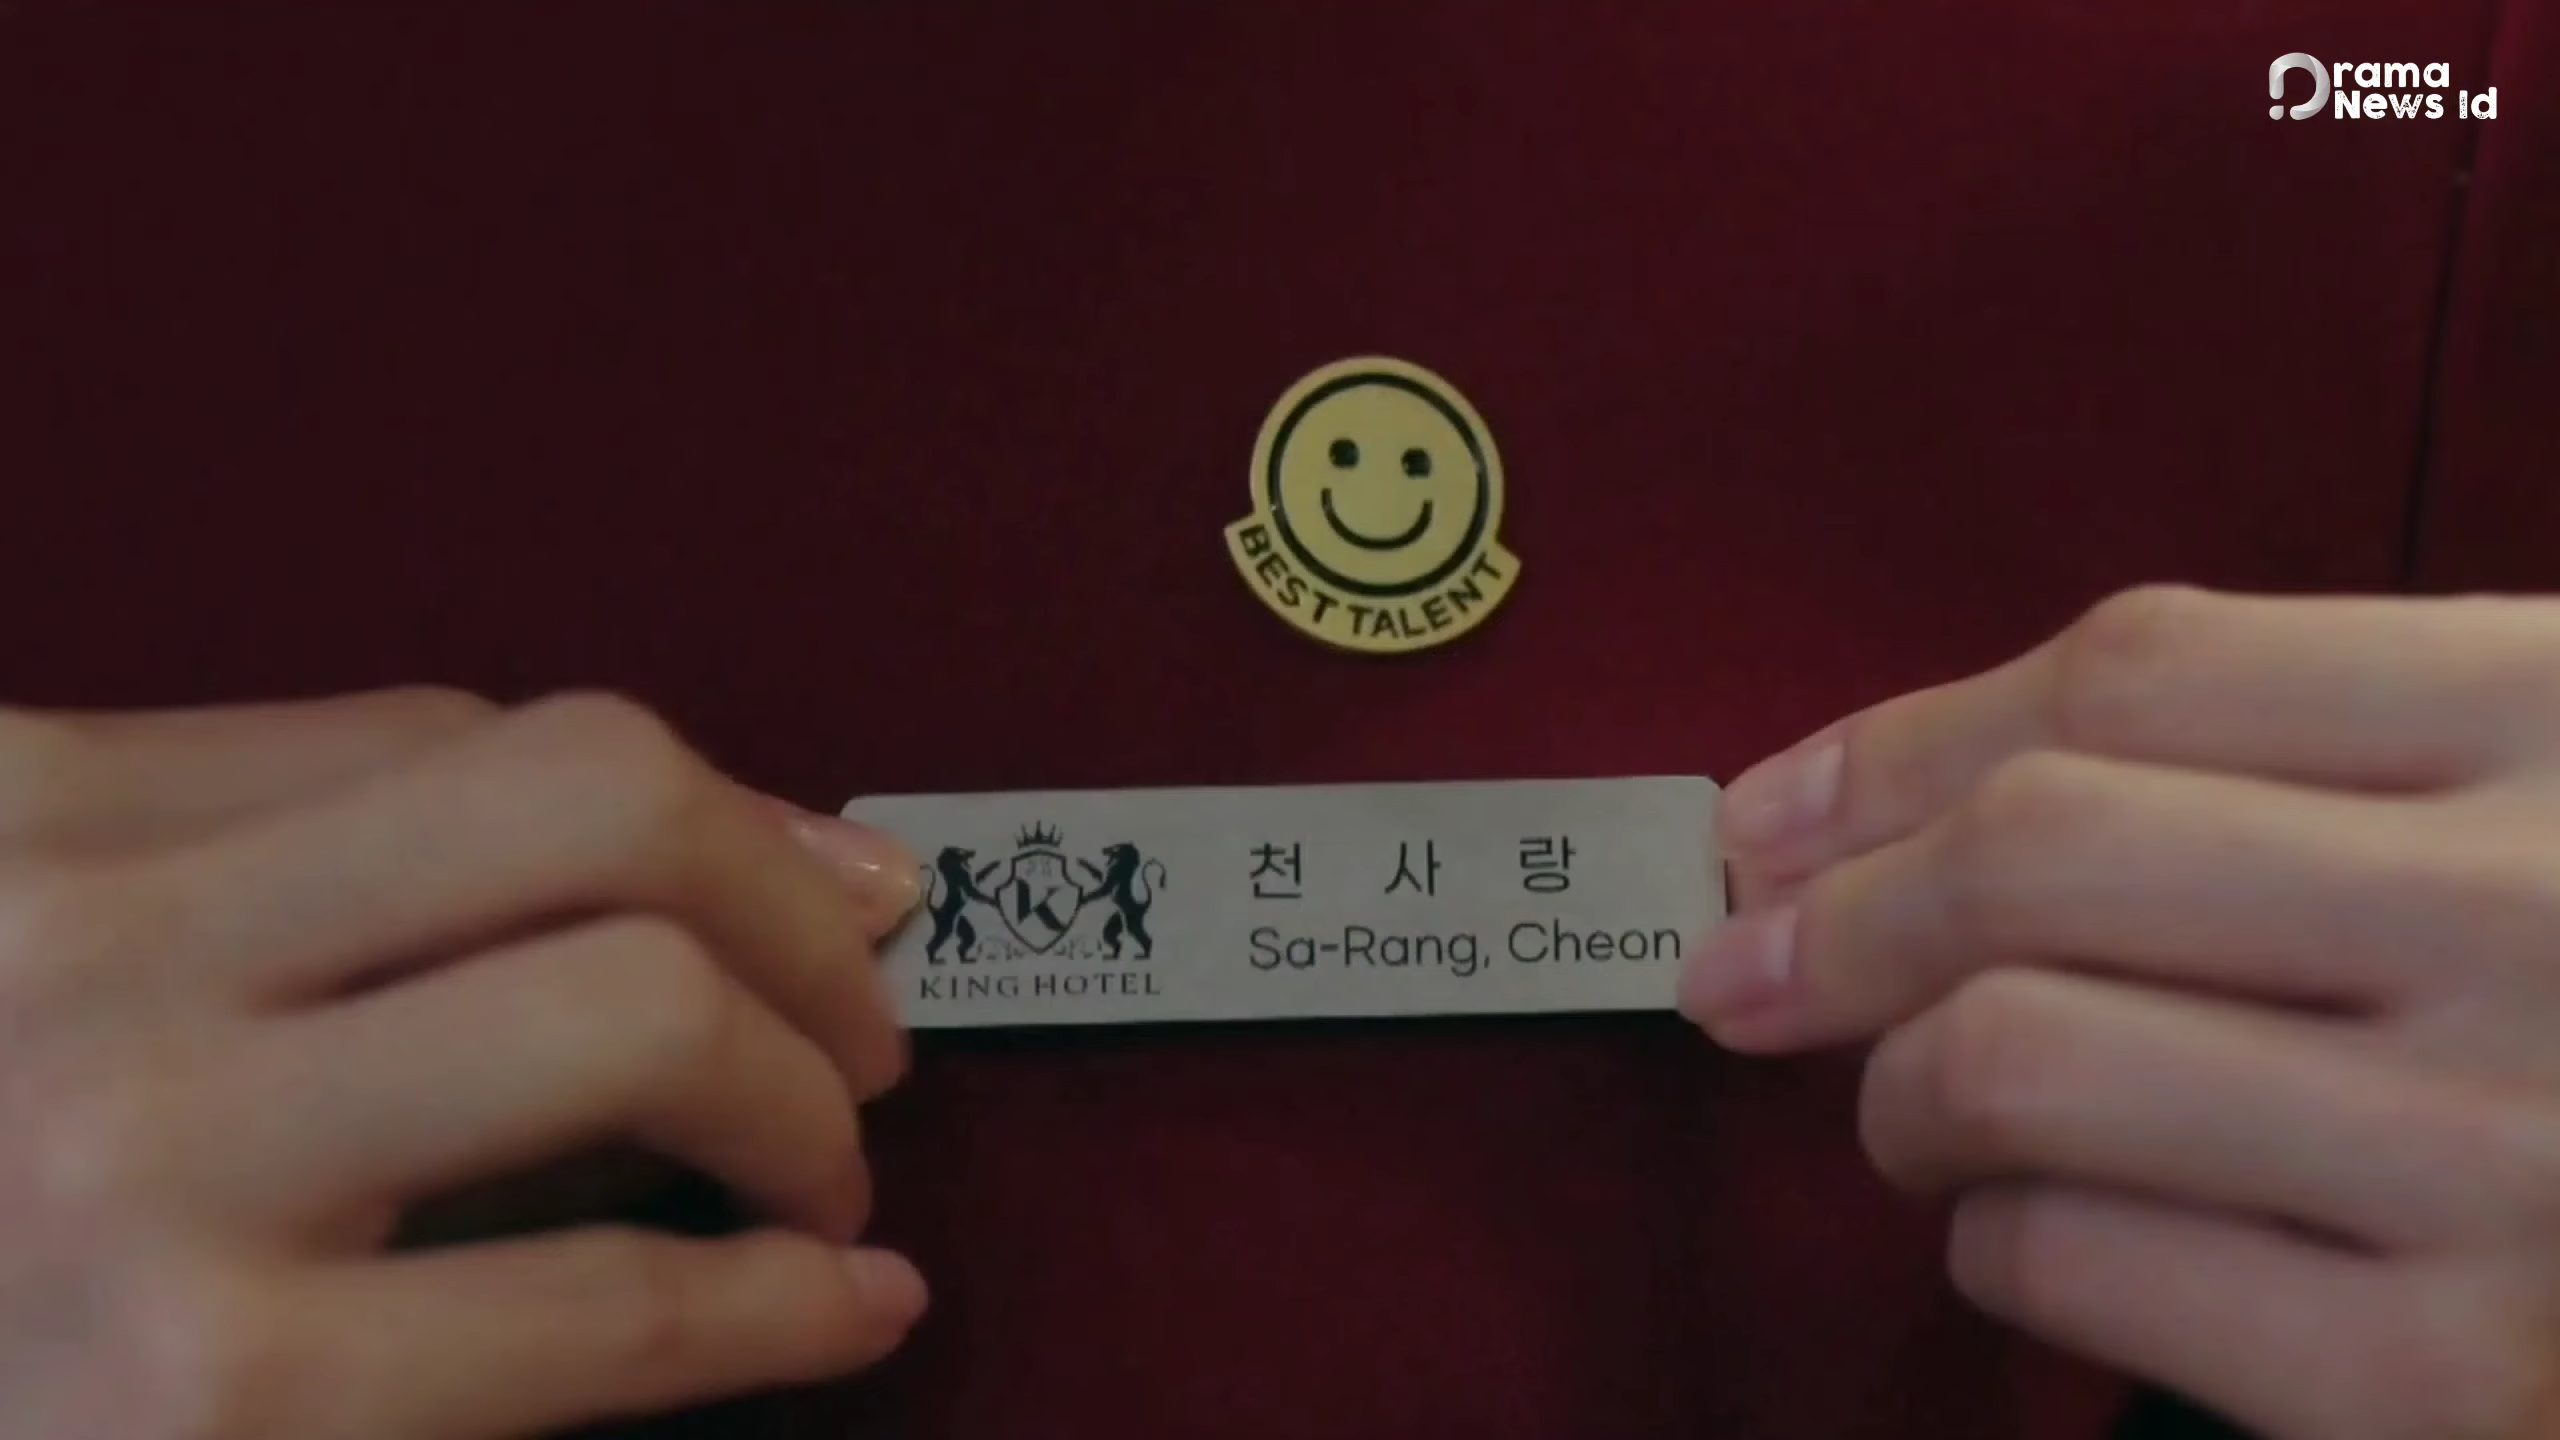 Drama
News Id
BEST TALENT
K
KING HOTEL
천 사 랑
Sa-Rang, Cheon